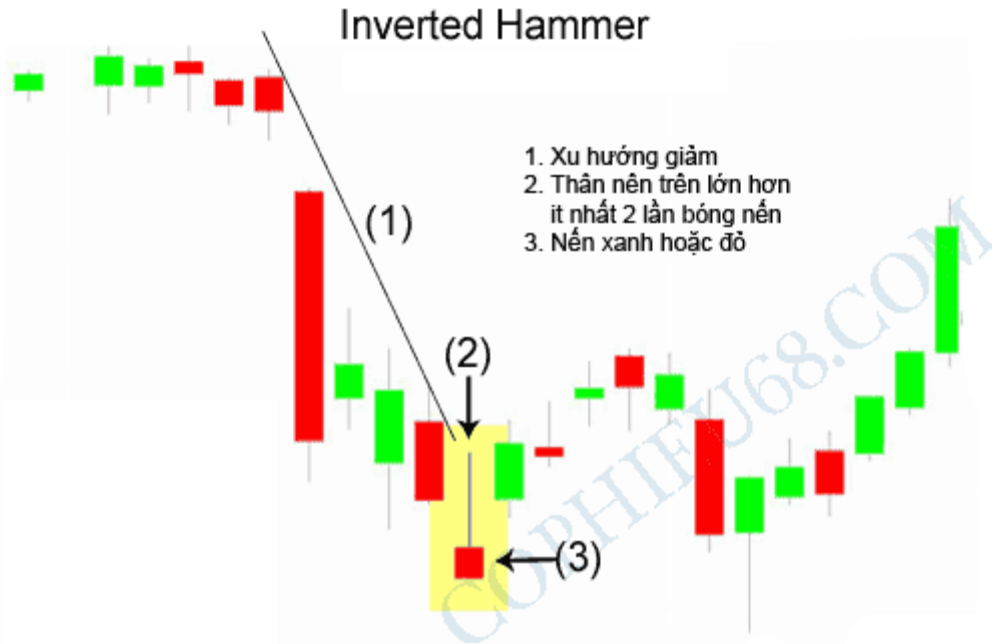 Inverted Hammer
1. Xu hướng giảm
2. Thân nên trên lớn hơn
it nhất 2 lần bóng nến
3. Nến xanh hoặc đỏ
(1)
(2)
(3)
COPHIEU68.COM